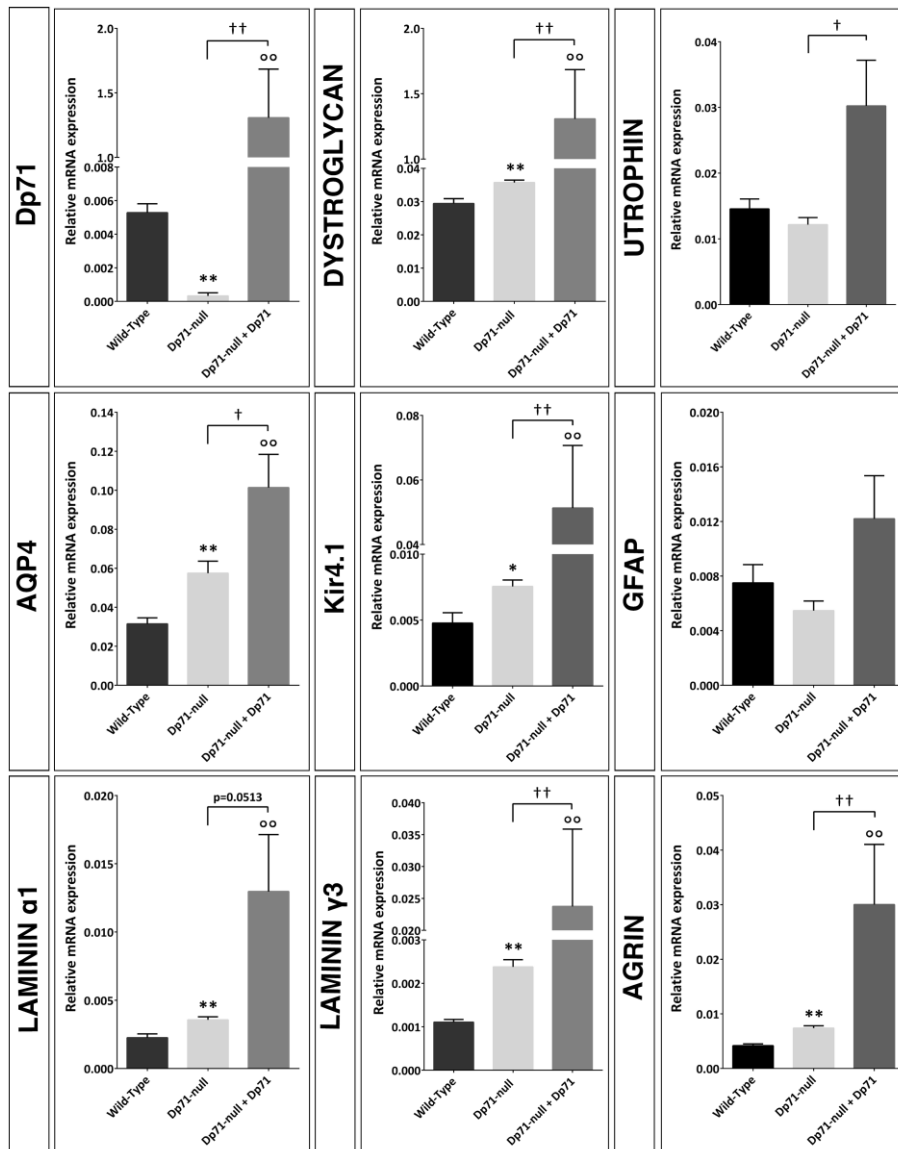 Dp71
Relative mRNA expression
2.0
1.5
1.0
0.008
0.006
0.004
0.002
0.000
††
°°
**
Wild-Type
Dp71-null
Dp71-null + Dp71
DYSTROGLYCAN
Relative mRNA expression
2.0
1.5
1.0
0.04
0.03
0.02
0.01
0.00
††
°°
**
Wild-Type
Dp71-null
Dp71-null + Dp71
UTROPHIN
Relative mRNA expression
0.04
0.03
0.02
0.01
0.00
†
Wild-Type
Dp71-null
Dp71-null + Dp71
AQP4
Relative mRNA expression
0.14
0.12
0.10
0.08
0.06
0.04
0.02
0.00
†
°°
**
Wild-Type
Dp71-null
Dp71-null + Dp71
Kir4.1
Relative mRNA expression
0.08
0.06
0.04
0.010
0.005
0.000
††
°°
*
Wild-Type
Dp71-null
Dp71-null + Dp71
GFAP
Relative mRNA expression
0.020
0.016
0.012
0.008
0.004
0.000
Wild-Type
Dp71-null
Dp71-null + Dp71
LAMININ α1
Relative mRNA expression
0.020
0.015
0.010
0.005
0.000
p=0.0513
°°
**
Wild-Type
Dp71-null
Dp71-null + Dp71
LAMININ γ3
Relative mRNA expression
0.040
0.035
0.030
0.025
0.020
0.003
0.002
0.001
0.000
††
°°
**
Wild-Type
Dp71-null
Dp71-null + Dp71
AGRIN
Relative mRNA expression
0.05
0.04
0.03
0.02
0.01
0.00
††
°°
**
Wild-Type
Dp71-null
Dp71-null + Dp71